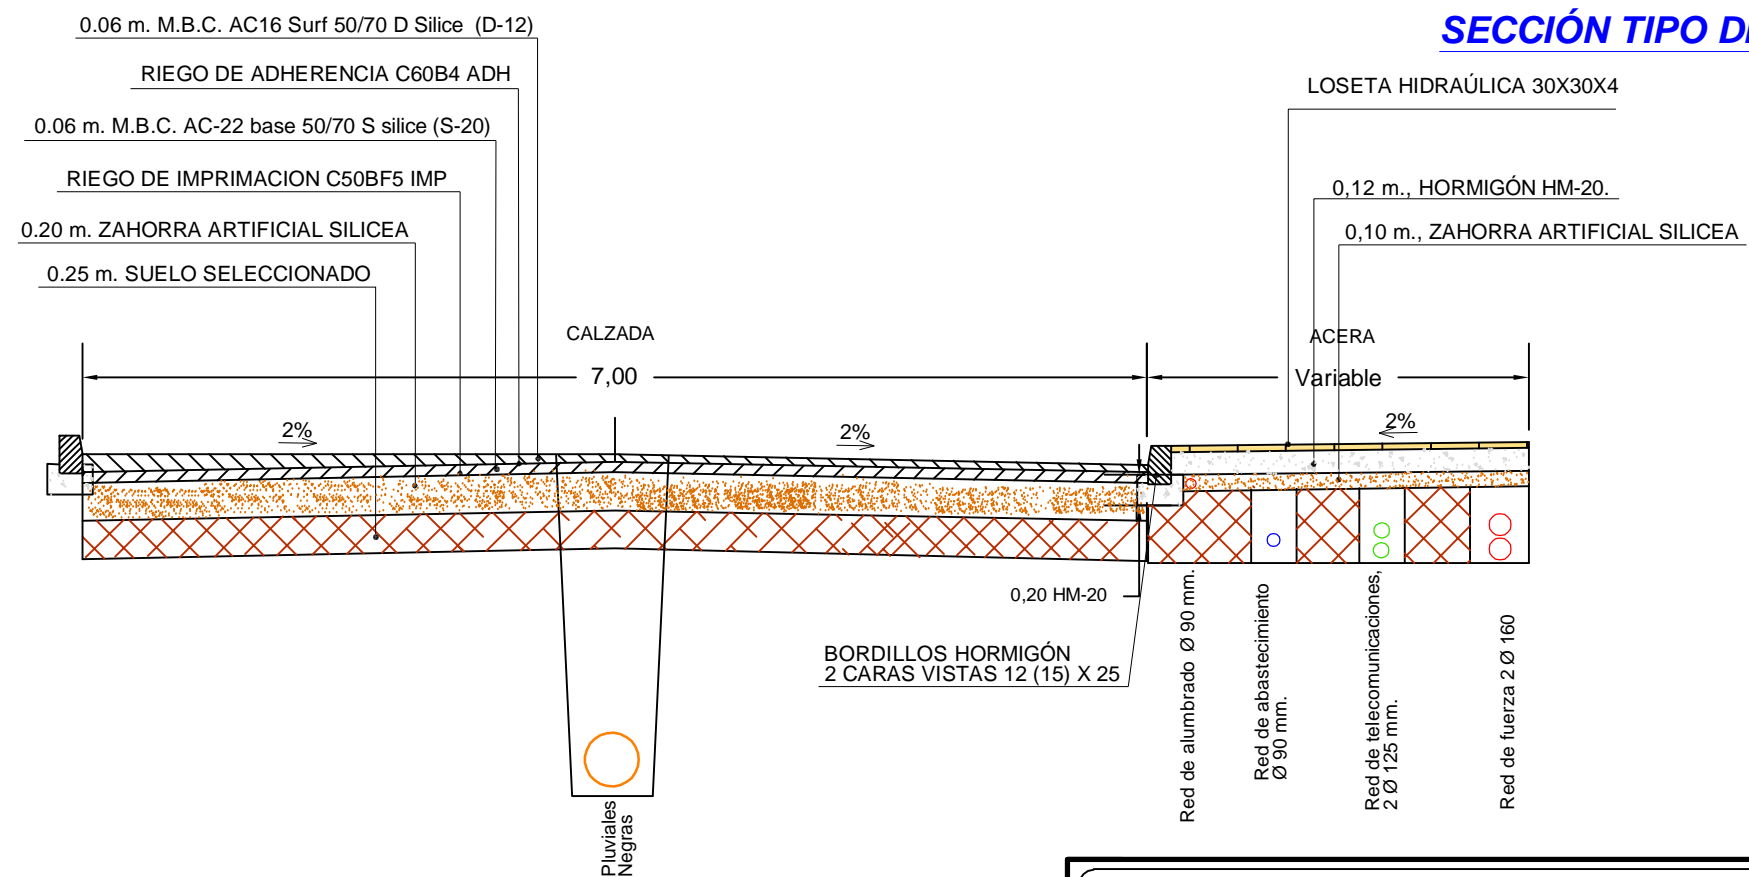 0.06 m. M.B.C. AC16 Surf 50/70 D Silice (D-12)
RIEGO DE ADHERENCIA C60B4 ADH
0.06 m. M.B.C. AC-22 base 50/70 S silice (S-20)
RIEGO DE IMPRIMACION C50BF5 IMP
0.20 m. ZAHORRA ARTIFICIAL SILICEA
0.25 m. SUELO SELECCIONADO
SECCIÓN TIPO DE
LOSETA HIDRAÚLICA 30X30X4
0,12 m., HORMIGÓN HM-20.
0,10 m., ZAHORRA ARTIFICIAL SILICEA
CALZADA
7,00
ACERA
Variable
2%
2%
2%
0,20 HM-20
BORDILLOS HORMIGÓN
2 CARAS VISTAS 12 (15) X 25
Pluviales
Negras
Red de alumbrado Ø 90 mm.
Red de abastecimiento
Ø 90 mm.
Red de telecomunicaciones,
2 Ø 125 mm.
Red de fuerza 2 Ø 160